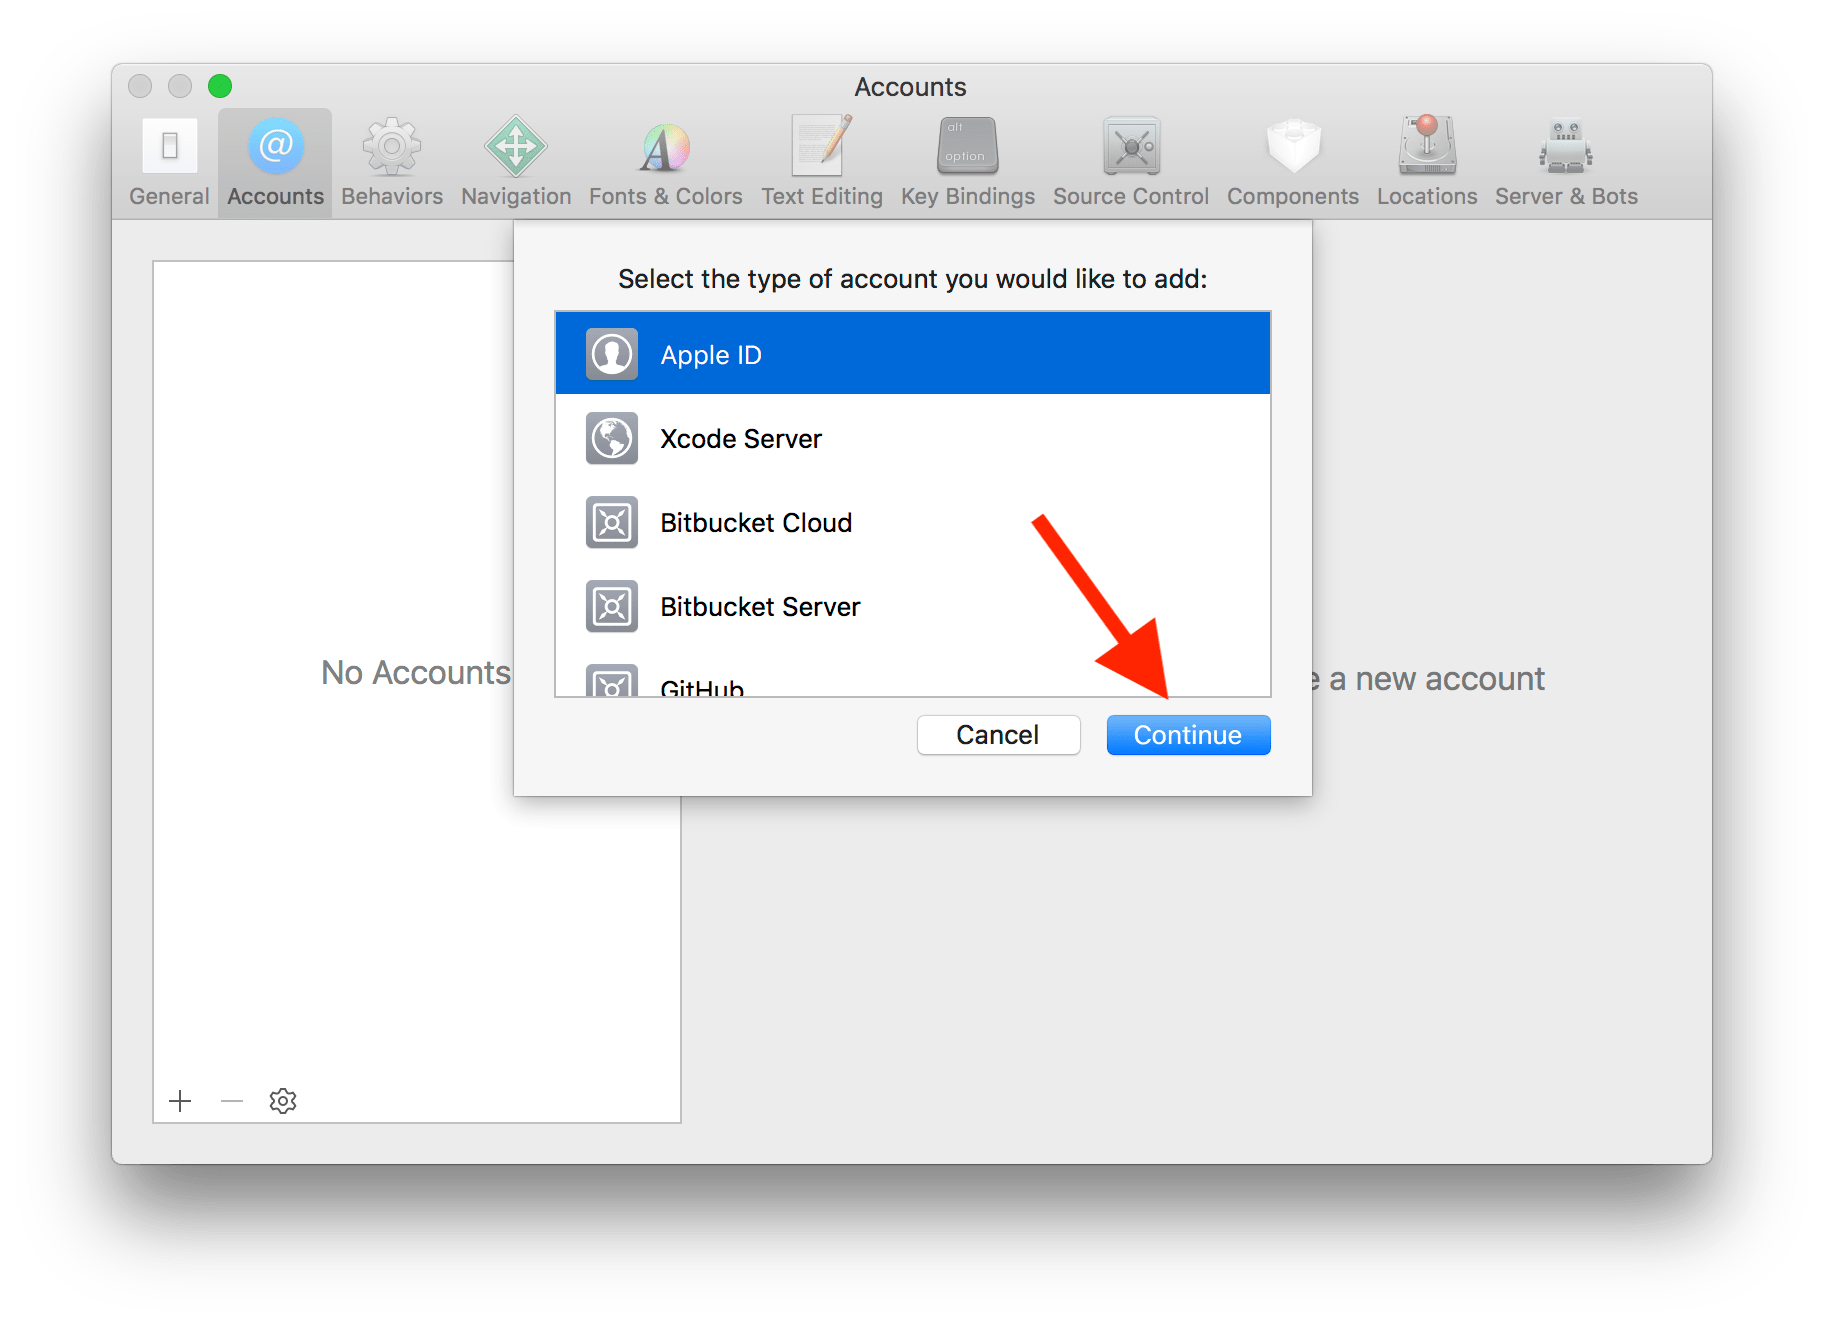 Accounts
General Accounts Behaviors Navigation Fonts & Colors Text Editing Key Bindings Source Control Components Locations Server & Bots
alt
option
Select the type of account you would like to add:
Apple ID
Xcode Server
Bitbucket Cloud
Bitbucket Server
GitHub
No Accounts
e a new account
Cancel Continue